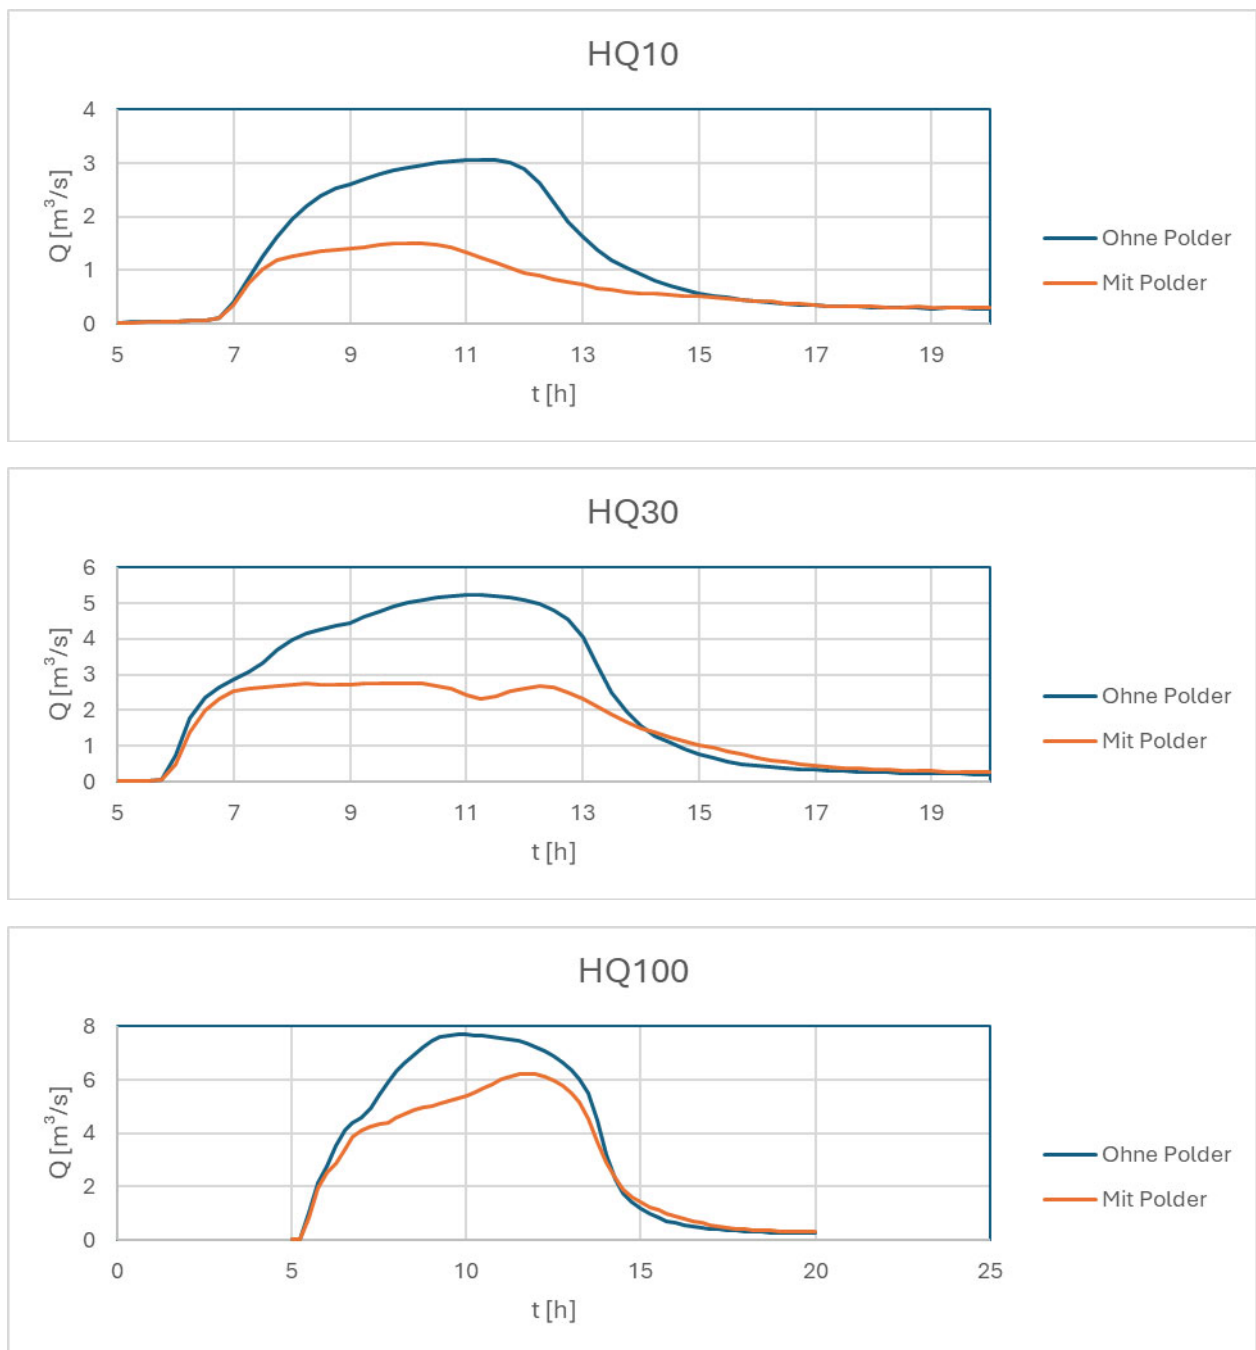 HQ10
4
3
2
1
0
Q [m³/s]
5 7 9 11 13 15 17 19
t [h]
Ohne Polder
Mit Polder
HQ30
6
5
4
3
2
1
0
Q [m³/s]
5 7 9 11 13 15 17 19
t [h]
Ohne Polder
Mit Polder
HQ100
8
6
4
2
0
Q [m³/s]
0 5 10 15 20 25
t [h]
Ohne Polder
Mit Polder